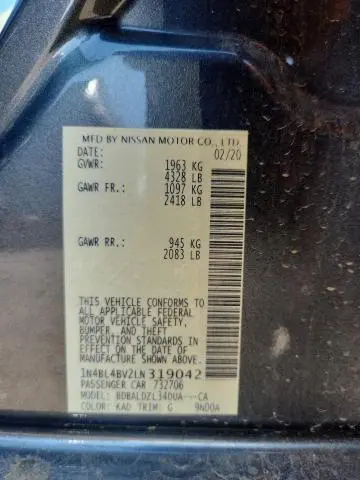 MFD BY NISSAN MOTOR CO., LTD.
DATE: 02/20
GVWR: 1963 KG
4328 LB
GAWR FR: 1097 KG
2418 LB
GAWR RR: 945 KG
2083 LB
THIS VEHICLE CONFORMS TO
ALL APPLICABLE FEDERAL
MOTOR VEHICLE SAFETY,
BUMPER, AND THEFT
PREVENTION STANDARDS
IN EFFECT ON THE DATE OF
MANUFACTURE SHOWN ABOVE.
1N4BL4BV2LN319042
PASSENGER CAR 732706
MODEL: BDBALDZL34DUA---CA
COLOR: KAD TRIM: G 9ND0A